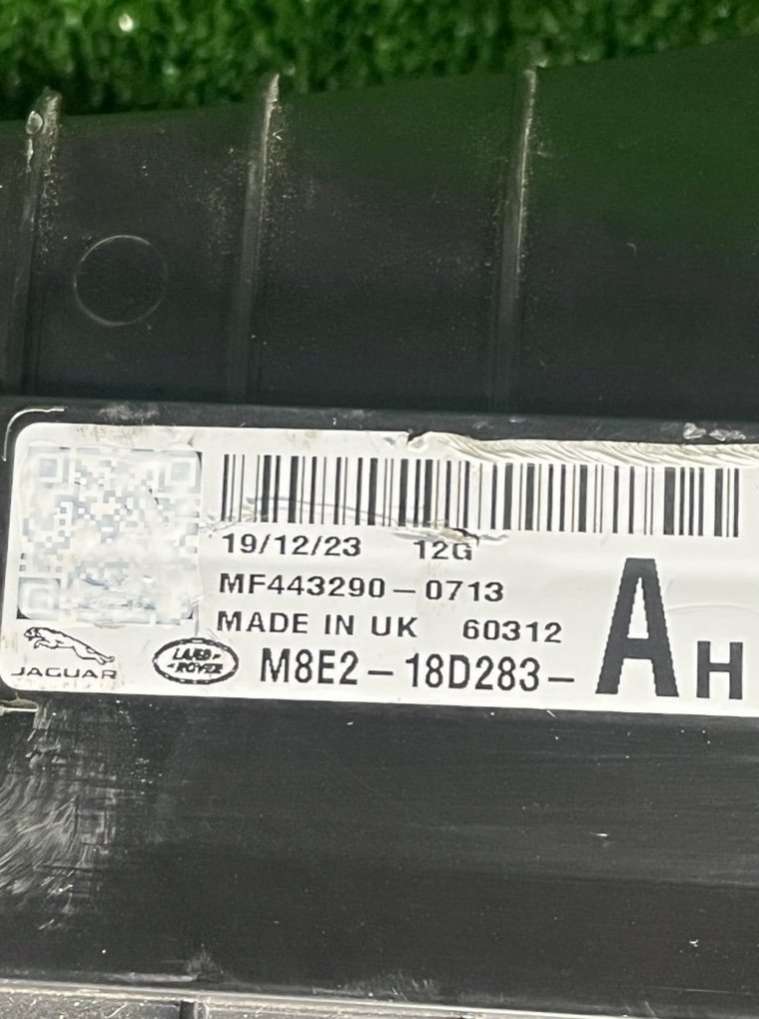 19/12/23 12G
MF443290-0713
MADE IN UK 60312
JAGUAR LAND-ROVER M8E2-18D283-AH